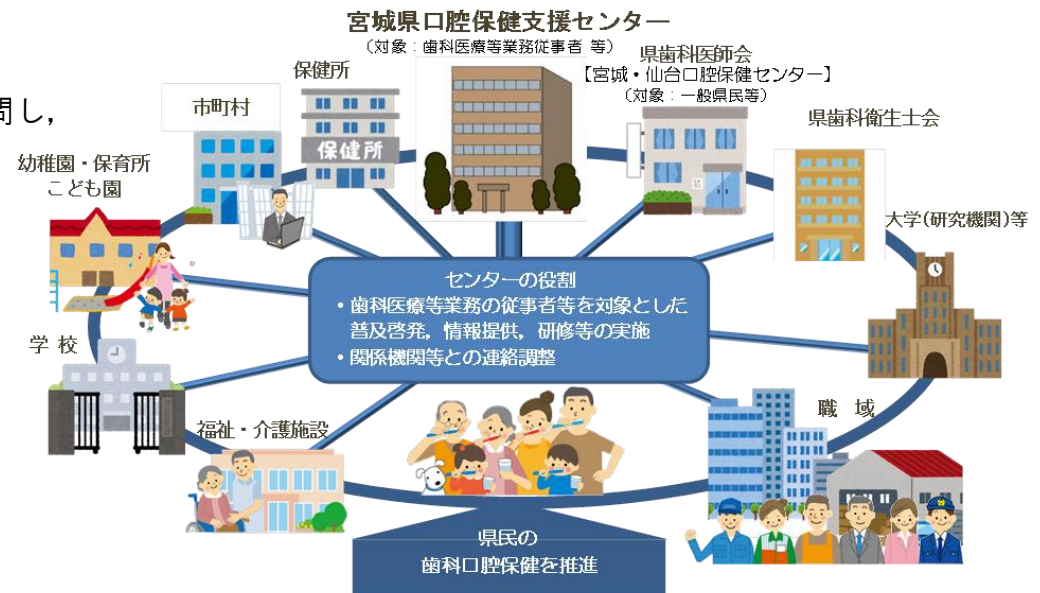 宮城県口腔保健支援センター
（対象：歯科医療等業務従事者 等）
県歯科医師会
【宮城・仙台口腔保健センター】
（対象：一般県民等）
保健所
市町村
問し，
保健所
県歯科衛生士会
幼稚園・保育所
こども園
大学（研究機関）等
センターの役割
・歯科医療等業務の従事者等を対象とした
普及啓発，情報提供，研修等の実施
・関係機関等との連絡調整
学 校
職 域
福祉・介護施設
県民の
歯科口腔保健を推進